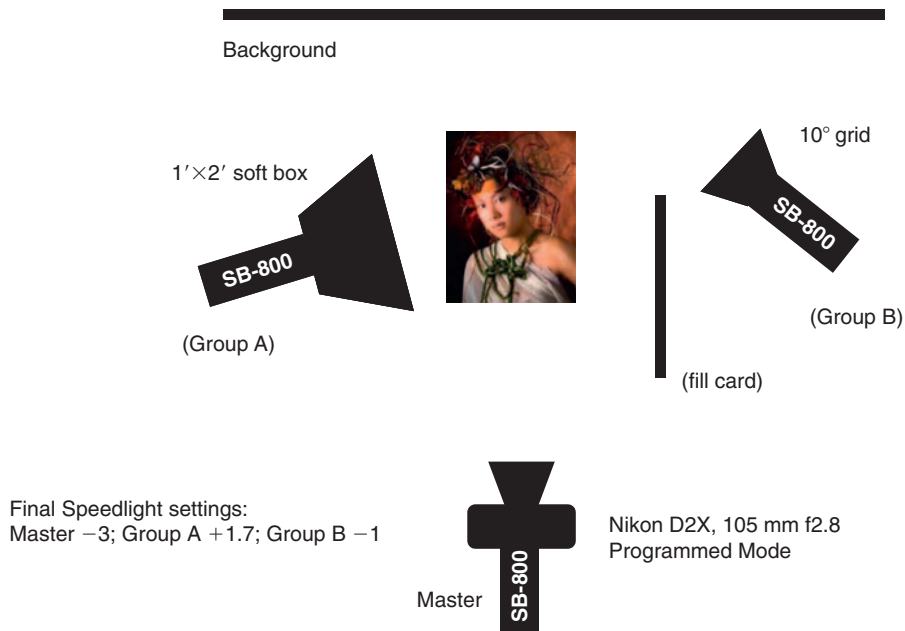 Background
10° grid
1′×2′ soft box
SB-800
SB-800
(Group A)
(Group B)
(fill card)
Final Speedlight settings:
Master −3; Group A +1.7; Group B −1
Nikon D2X, 105 mm f2.8
Programmed Mode
SB-800
Master